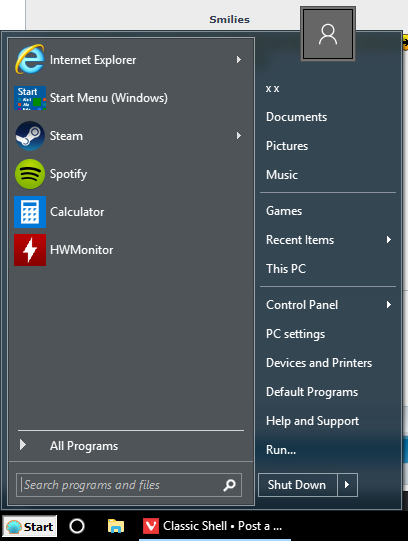 Smilies
Internet Explorer
Start Menu (Windows)
Start
Steam
Spotify
Calculator
HWMonitor
All Programs
Search programs and files
x x
Documents
Pictures
Music
Games
Recent Items
This PC
Control Panel
PC settings
Devices and Printers
Default Programs
Help and Support
Run...
Shut Down
Start
Classic Shell • Post a ...